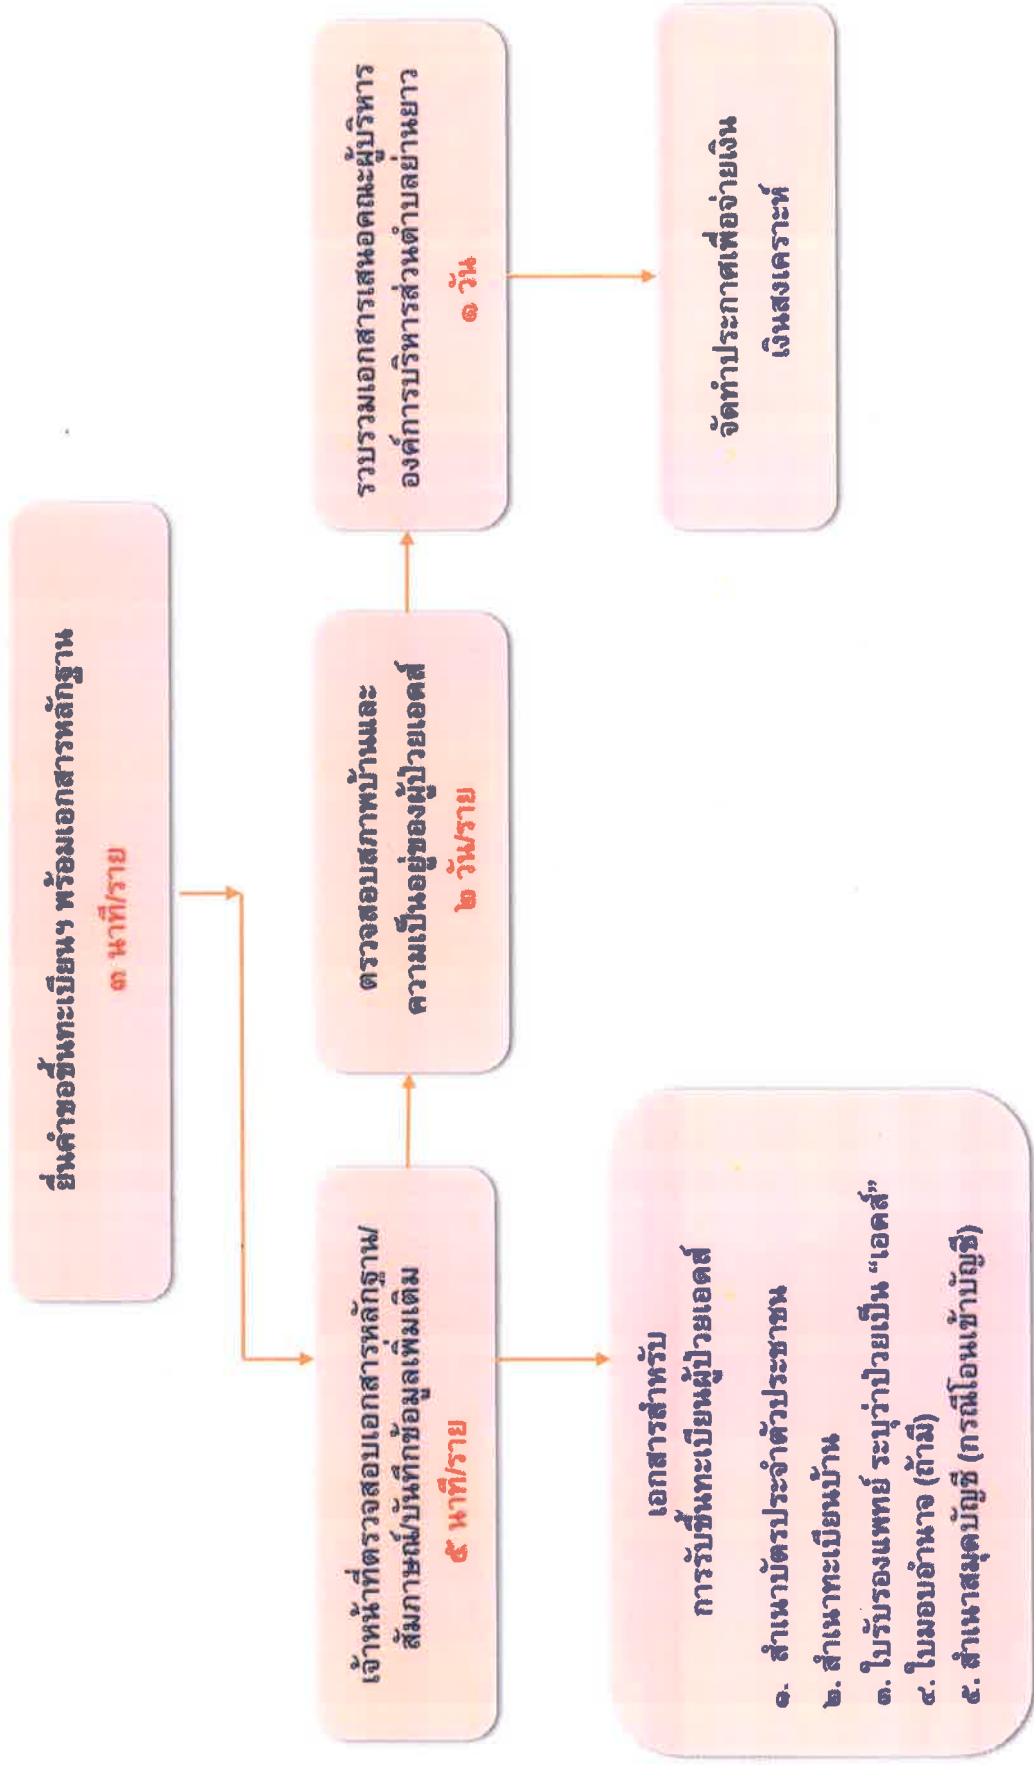 ยื่นคำขอขึ้นทะเบียนฯ พร้อมเอกสารหลักฐาน
๓ นาที/ราย
เจ้าหน้าที่ตรวจสอบเอกสารหลักฐาน/
สัมภาษณ์/บันทึกข้อมูลเพิ่มเติม
๕ นาที/ราย
ตรวจสอบสภาพบ้านและ
ความเป็นอยู่ของผู้ป่วยเอดส์
๒ วัน/ราย
รวบรวมเอกสารเสนอคณะผู้บริหาร
องค์การบริหารส่วนตำบลย่านยาว
๑ วัน
เอกสารสำหรับ
การรับขึ้นทะเบียนผู้ป่วยเอดส์
๑. สำเนาบัตรประจำตัวประชาชน
๒. สำเนาทะเบียนบ้าน
๓. ใบรับรองแพทย์ ระบุว่าป่วยเป็น “เอดส์”
๔. ใบมอบอำนาจ (ถ้ามี)
๕. สำเนาสมุดบัญชี (กรณีโอนเข้าบัญชี)
จัดทำประกาศเพื่อจ่ายเงิน
เงินสงเคราะห์